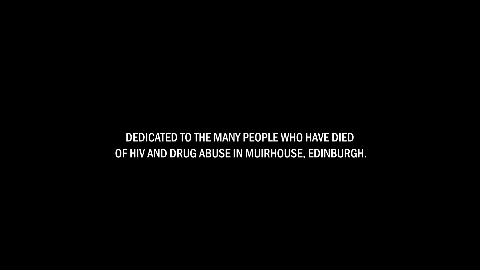 DEDICATED TO THE MANY PEOPLE WHO HAVE DIED
OF HIV AND DRUG ABUSE IN MUIRHOUSE, EDINBURGH.